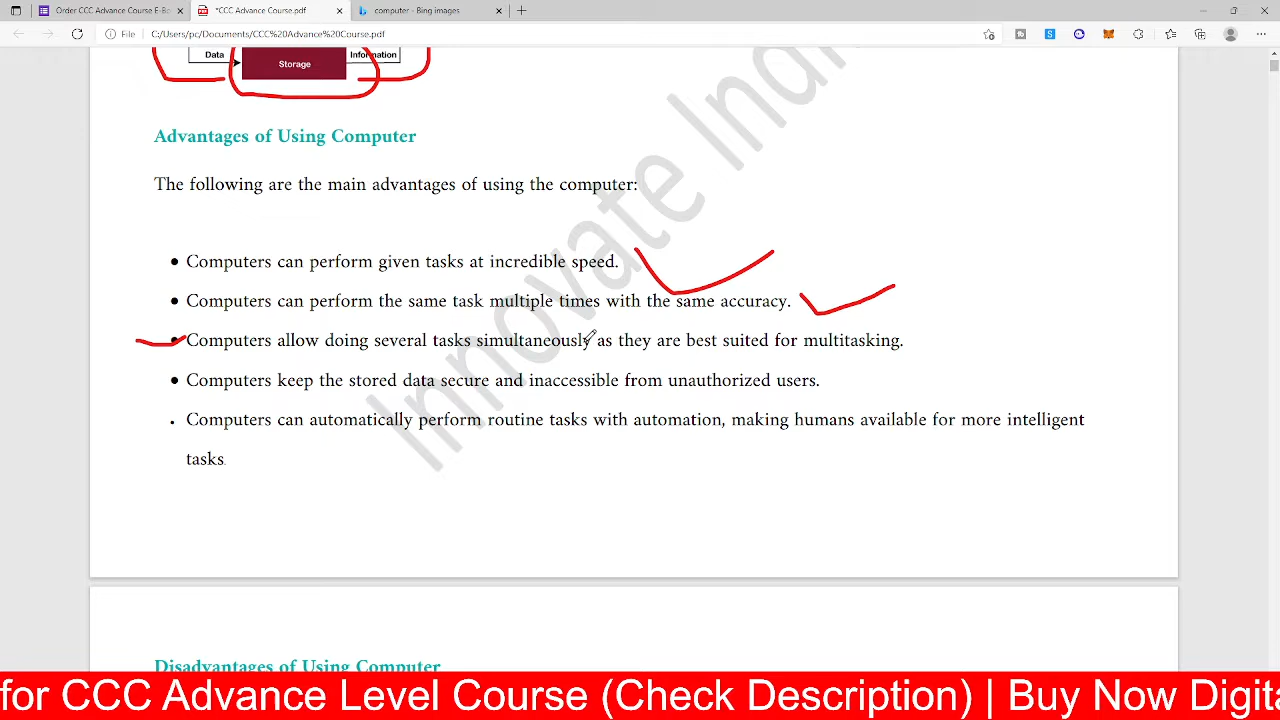 Order CCC Advance Course E-B
*CCC Advance Course.pdf
computer - Bing images
File
C:/Users/pc/Documents/CCC%20Advance%20Course.pdf
Data
Storage
Information
Advantages of Using Computer
The following are the main advantages of using the computer:
• Computers can perform given tasks at incredible speed.
• Computers can perform the same task multiple times with the same accuracy.
• Computers allow doing several tasks simultaneously as they are best suited for multitasking.
• Computers keep the stored data secure and inaccessible from unauthorized users.
• Computers can automatically perform routine tasks with automation, making humans available for more intelligent
tasks.
Innovate Indi
Disadvantages of Using Computer
for CCC Advance Level Course (Check Description) | Buy Now Digita